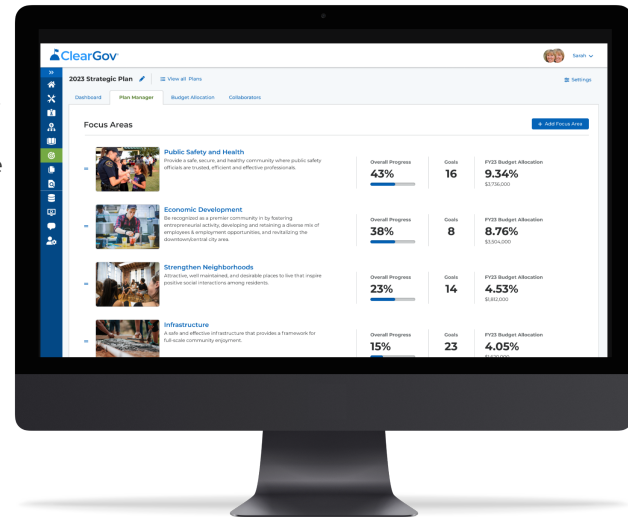 ClearGov
Sarah
2023 Strategic Plan
View all Plans
Settings
Dashboard
Plan Manager
Budget Allocation
Collaborators
Focus Areas
+ Add Focus Area
Public Safety and Health
Provide a safe, secure, and healthy community where public safety
officials are trusted, efficient and effective professionals.
Overall Progress
43%
Goals
16
FY23 Budget Allocation
9.34%
$3,736,000
Economic Development
Be recognized as a premier community in by fostering
entrepreneurial activity, developing and retaining a diverse mix of
employees & employment opportunities, and revitalizing the
downtown/central city area.
Overall Progress
38%
Goals
8
FY23 Budget Allocation
8.76%
$3,504,000
Strengthen Neighborhoods
Attractive, well maintained, and desirable places to live that inspire
positive social interactions among residents.
Overall Progress
23%
Goals
14
FY23 Budget Allocation
4.53%
$1,812,000
Infrastructure
A safe and effective infrastructure that provides a framework for
full-scale community enjoyment.
Overall Progress
15%
Goals
23
FY23 Budget Allocation
4.05%